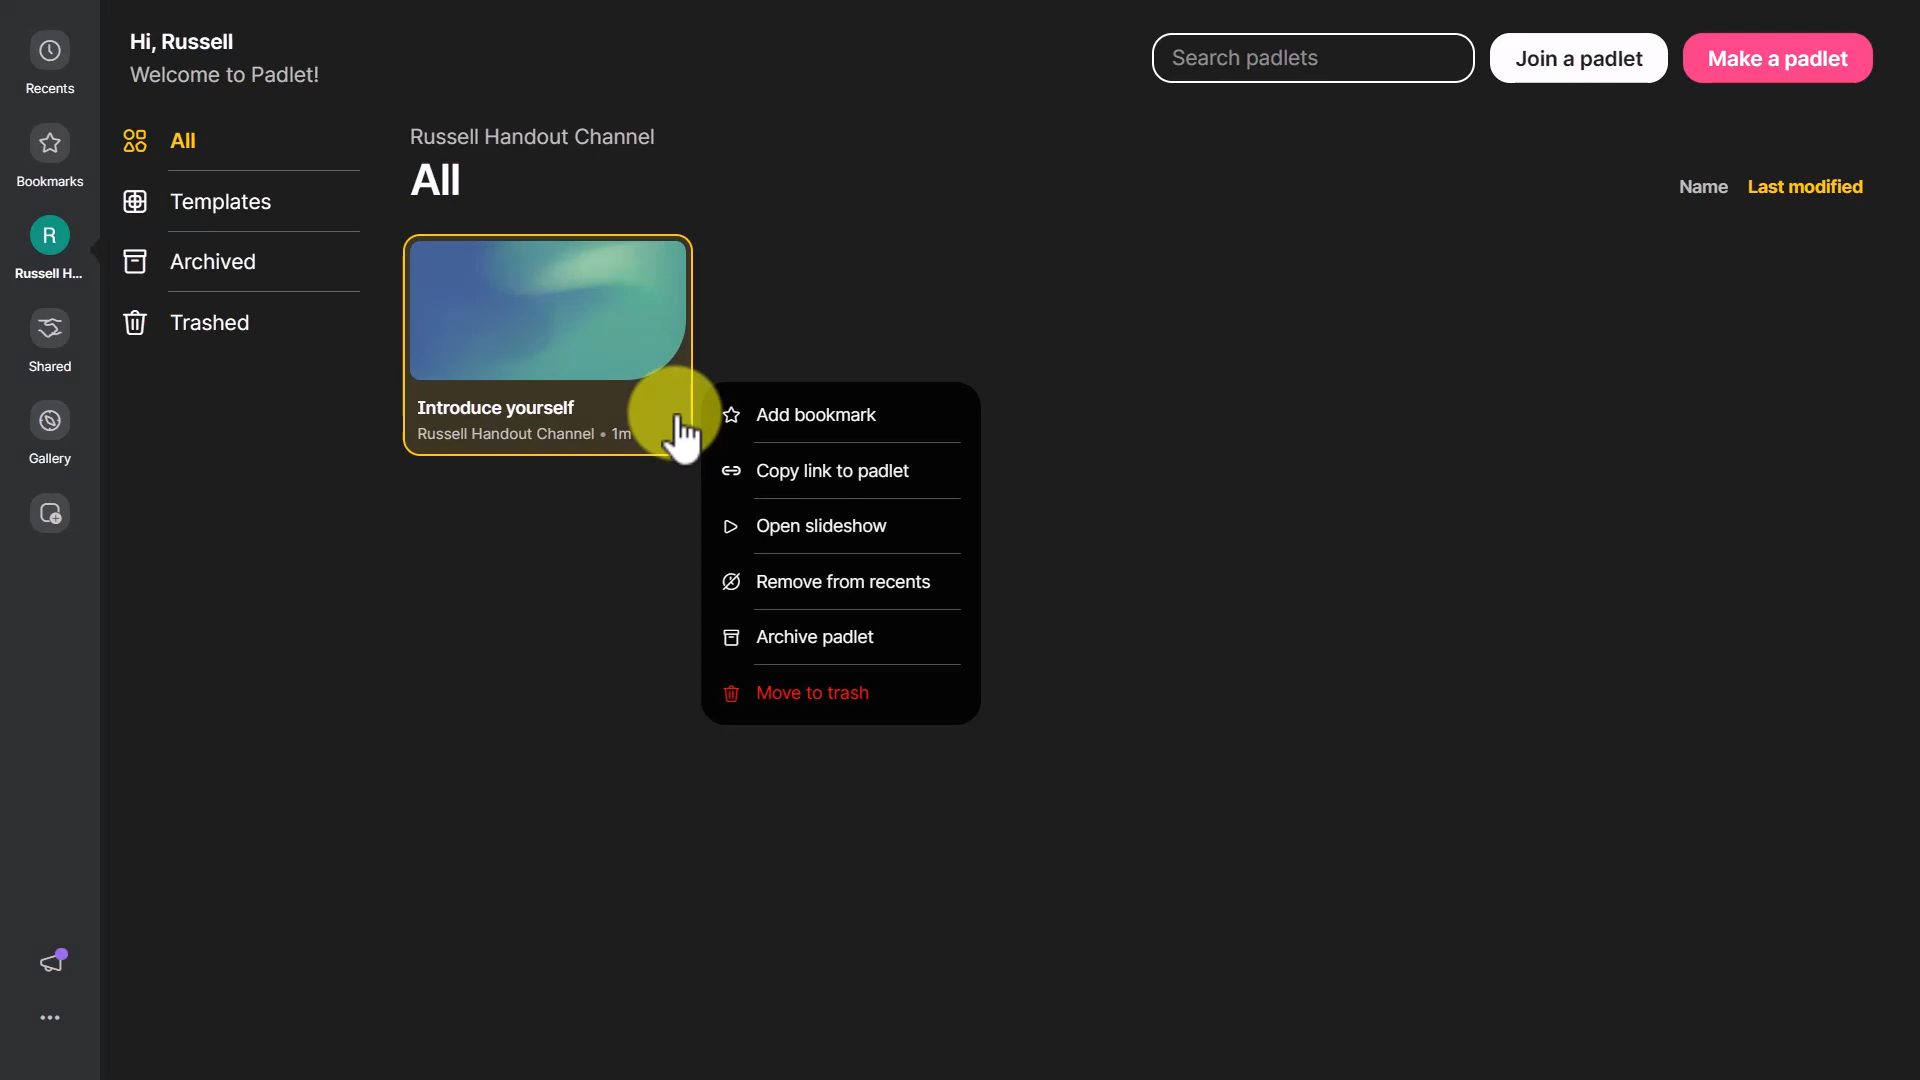 Recents
Bookmarks
R
Russell H...
Shared
Gallery
Hi, Russell
Welcome to Padlet!
Search padlets
Join a padlet
Make a padlet
All
Templates
Archived
Trashed
Russell Handout Channel
All
Name
Last modified
Introduce yourself
Russell Handout Channel • 1m
Add bookmark
Copy link to padlet
Open slideshow
Remove from recents
Archive padlet
Move to trash